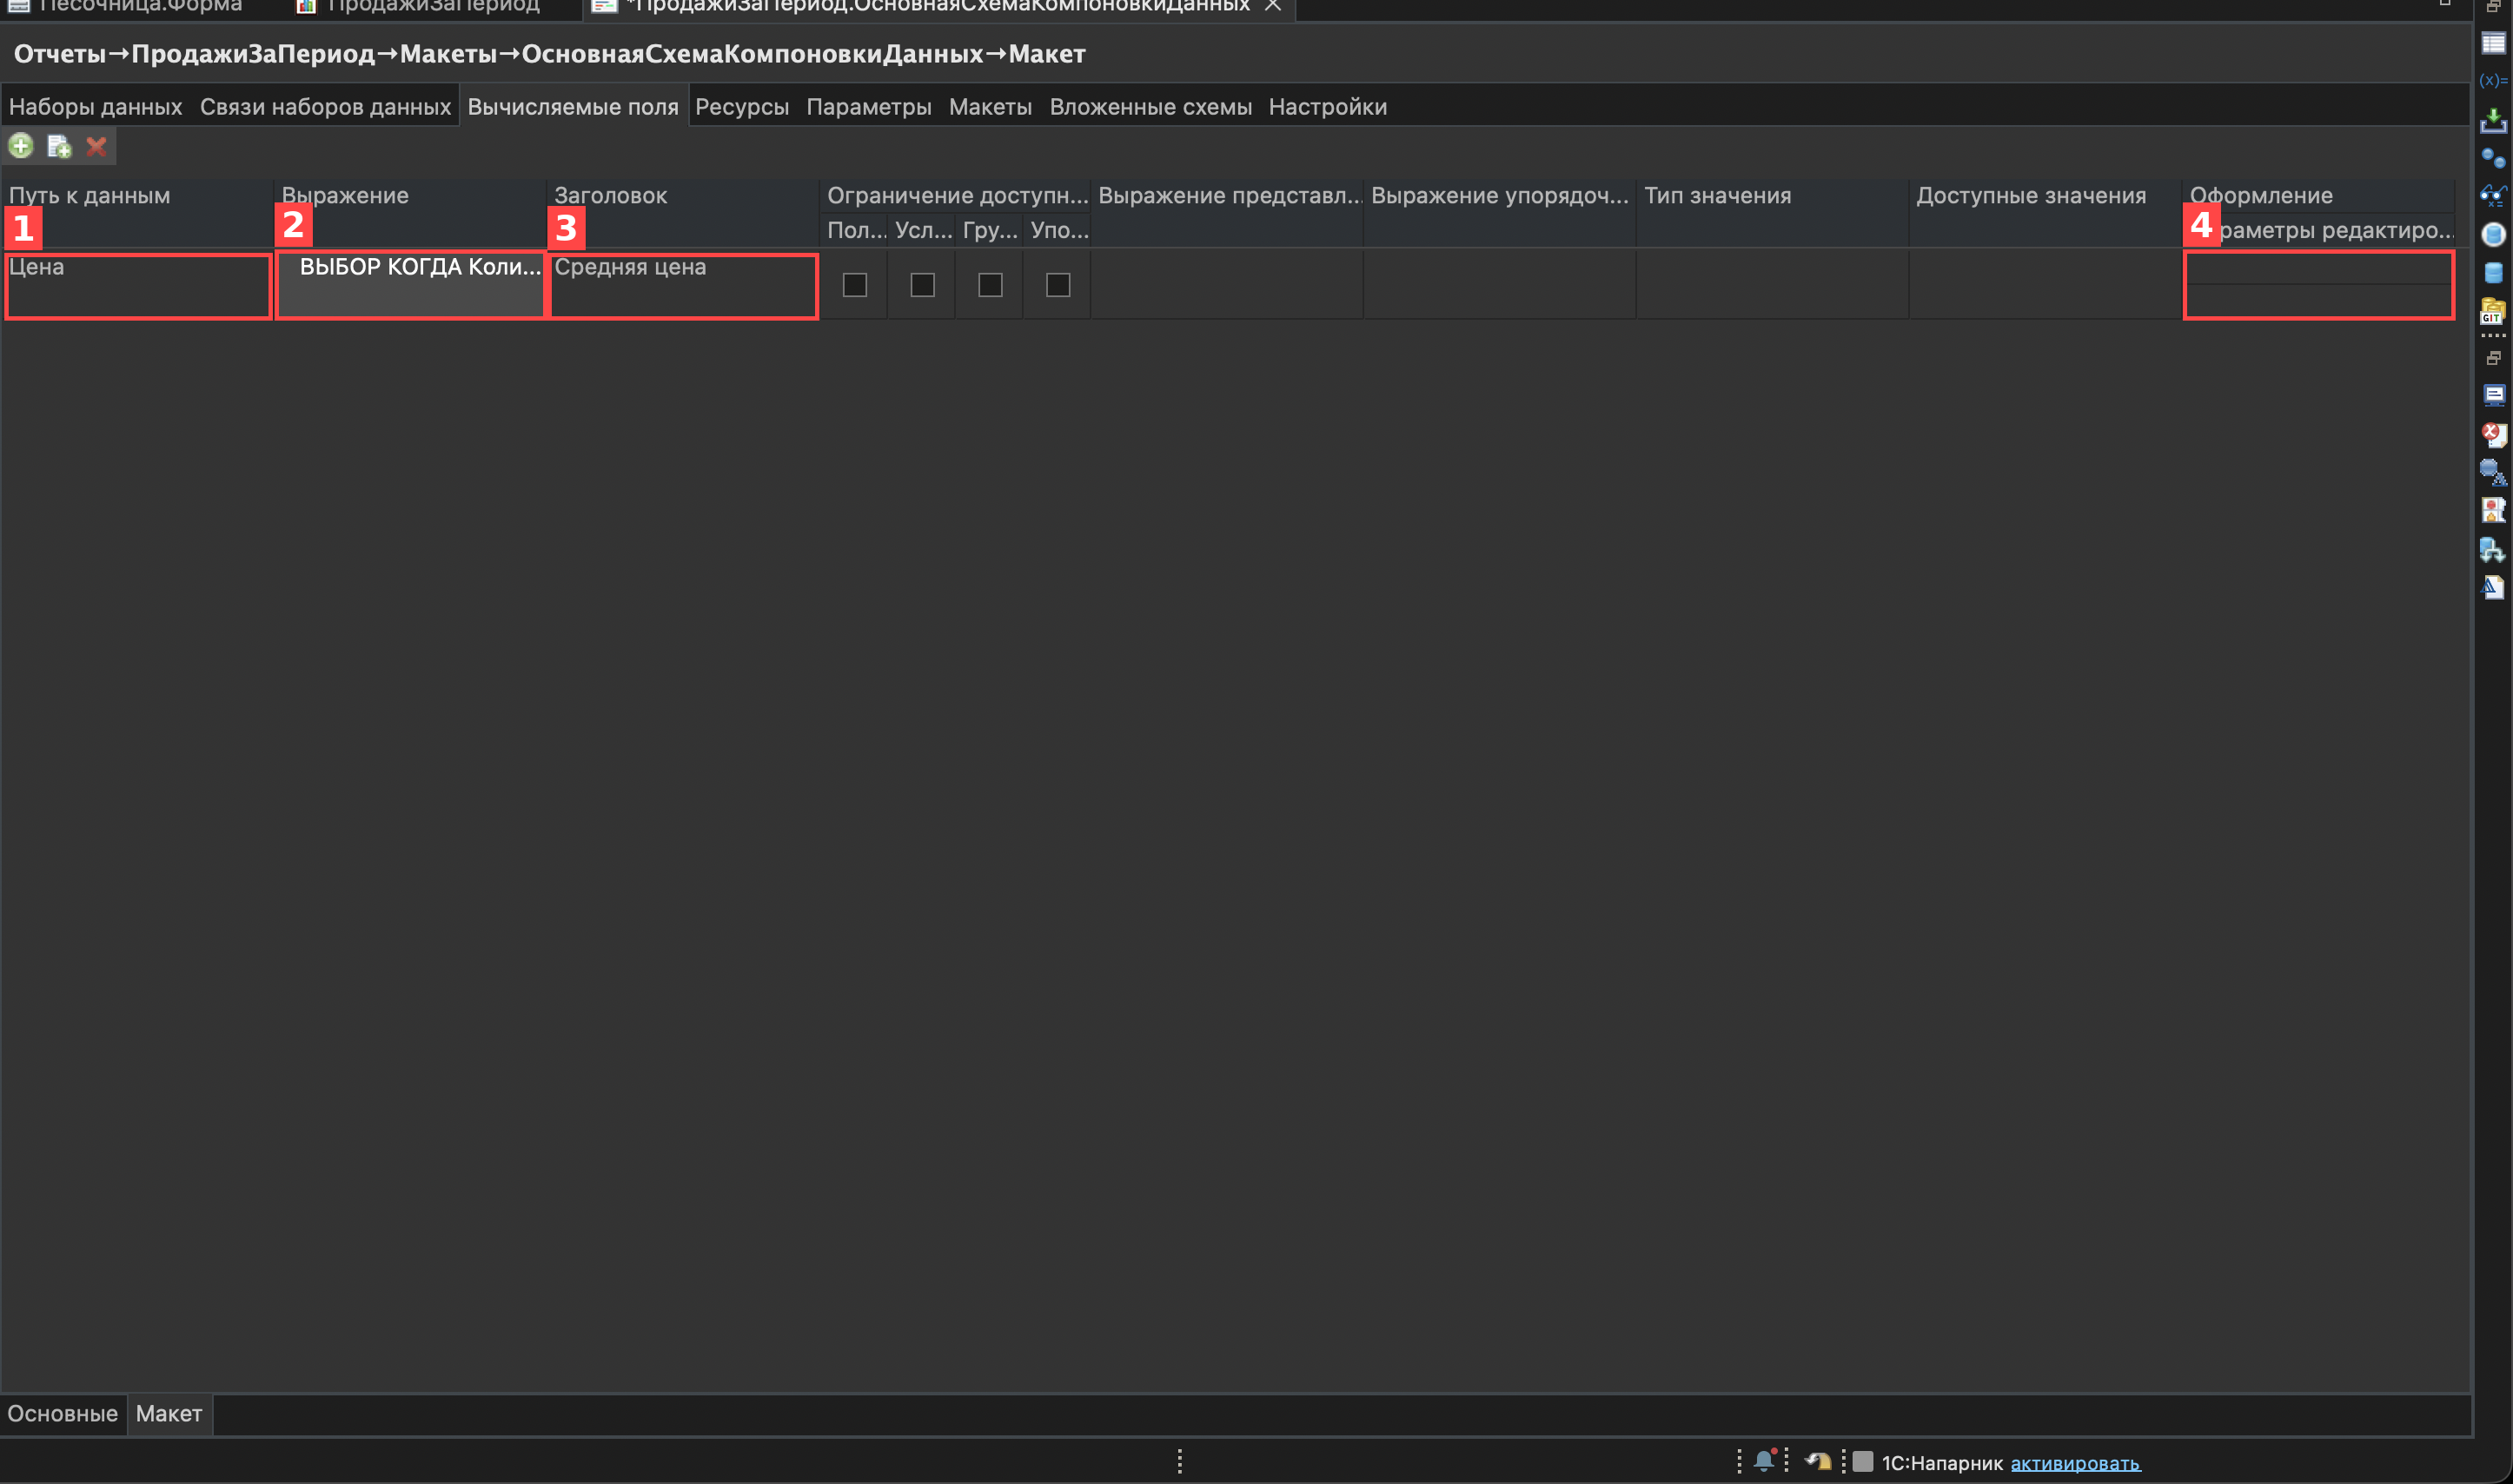 Песочница.Форма ПродажиЗаПериод *ПродажиЗаПериод.ОсновнаяСхемаКомпоновкиДанных
Отчеты→ПродажиЗаПериод→Макеты→ОсновнаяСхемаКомпоновкиДанных→Макет
Наборы данных Связи наборов данных Вычисляемые поля Ресурсы Параметры Макеты Вложенные схемы Настройки
Путь к данным Выражение Заголовок Ограничение доступн... Выражение представл... Выражение упорядоч... Тип значения Доступные значения Оформление
1 2 3 Пол... Усл... Гру... Упо... 4 раметры редактиро...
Цена ВЫБОР КОГДА Коли... Средняя цена
(x)=
GIT
Основные Макет
1С:Напарник активировать